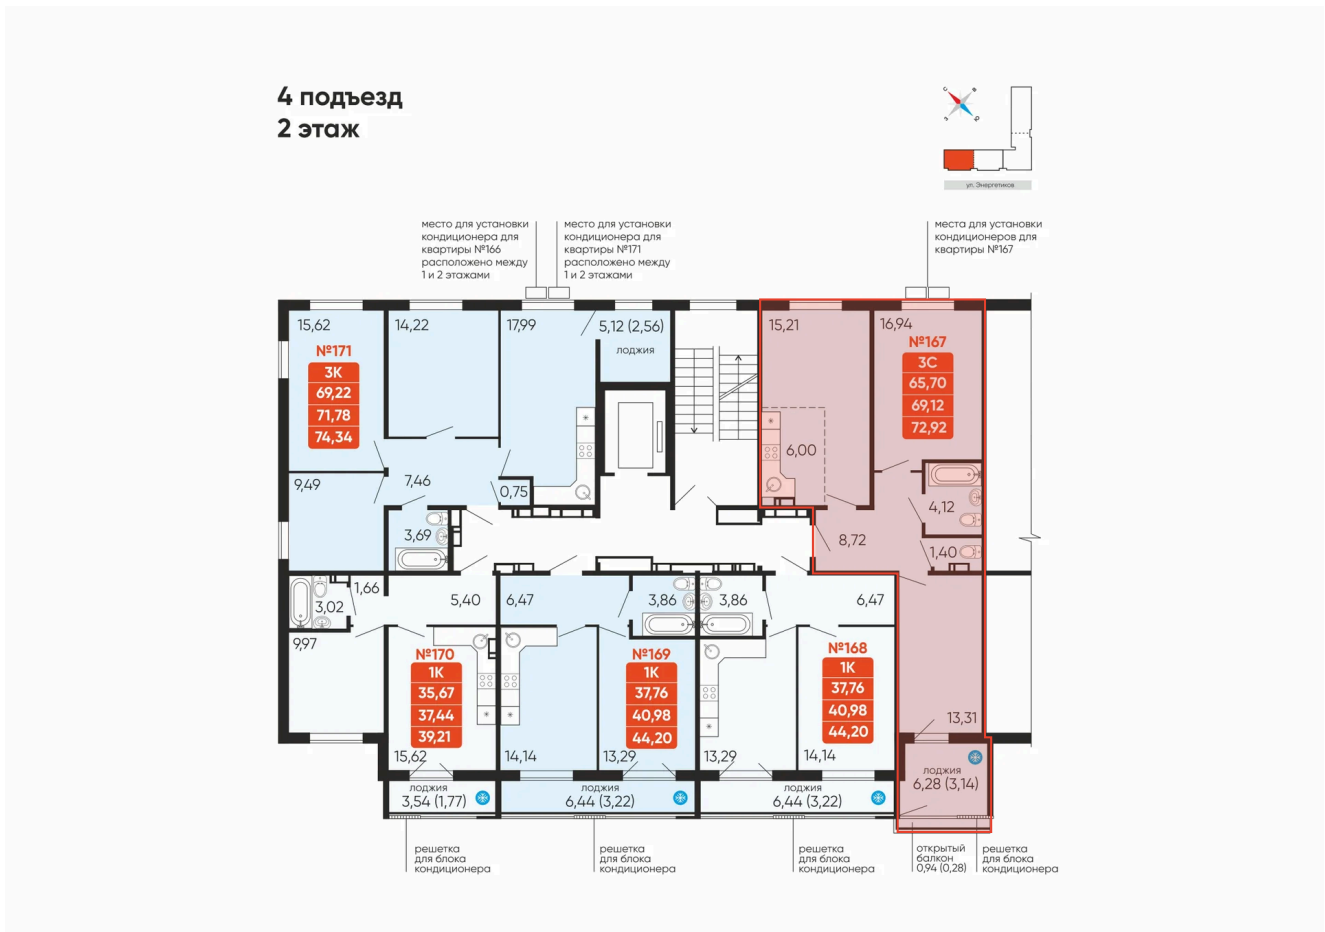 4 подъезд
2 этаж
С
В
З
Ю
ул. Энергетиков
место для установки
кондиционера для
квартиры №166
расположено между
1 и 2 этажами
место для установки
кондиционера для
квартиры №171
расположено между
1 и 2 этажами
места для установки
кондиционеров для
квартиры №167
15,62
14,22
17,99
5,12 (2,56)
лоджия
15,21
16,94
№171
3К
69,22
71,78
74,34
№167
3С
65,70
69,12
72,92
6,00
9,49
7,46
0,75
4,12
3,69
8,72
1,40
1,66
3,02
5,40
6,47
3,86
3,86
6,47
9,97
№170
1К
35,67
37,44
39,21
№169
1К
37,76
40,98
44,20
№168
1К
37,76
40,98
44,20
13,31
15,62
14,14
13,29
13,29
14,14
лоджия
3,54 (1,77)
лоджия
6,44 (3,22)
лоджия
6,44 (3,22)
лоджия
6,28 (3,14)
решетка
для блока
кондиционера
решетка
для блока
кондиционера
решетка
для блока
кондиционера
открытый
балкон
0,94 (0,28)
решетка
для блока
кондиционера